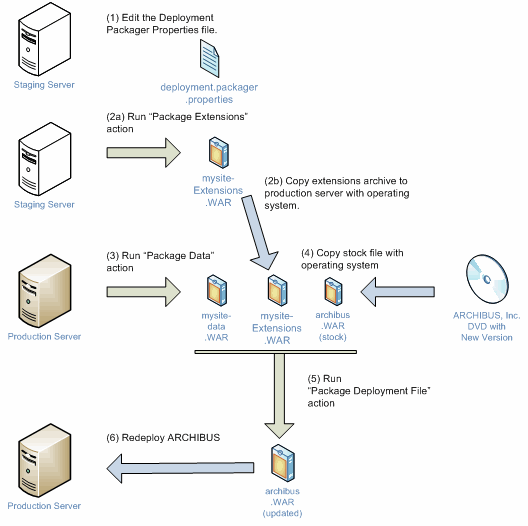 (1) Edit the Deployment
Packager Properties file.
Staging Server
deployment.packager
.properties
(2a) Run “Package Extensions”
action
Staging Server
mysite-
Extensions
.WAR
(2b) Copy extensions archive to
production server with operating
system.
(3) Run “Package Data”
action
(4) Copy stock file with
operating system
Production Server
mysite-
data
.WAR
mysite-
Extensions
.WAR
archibus
.WAR
(stock)
ARCHIBUS, Inc.
DVD with
New Version
(5) Run
“Package Deployment File”
action
(6) Redeploy ARCHIBUS
Production Server
archibus
.WAR
(updated)